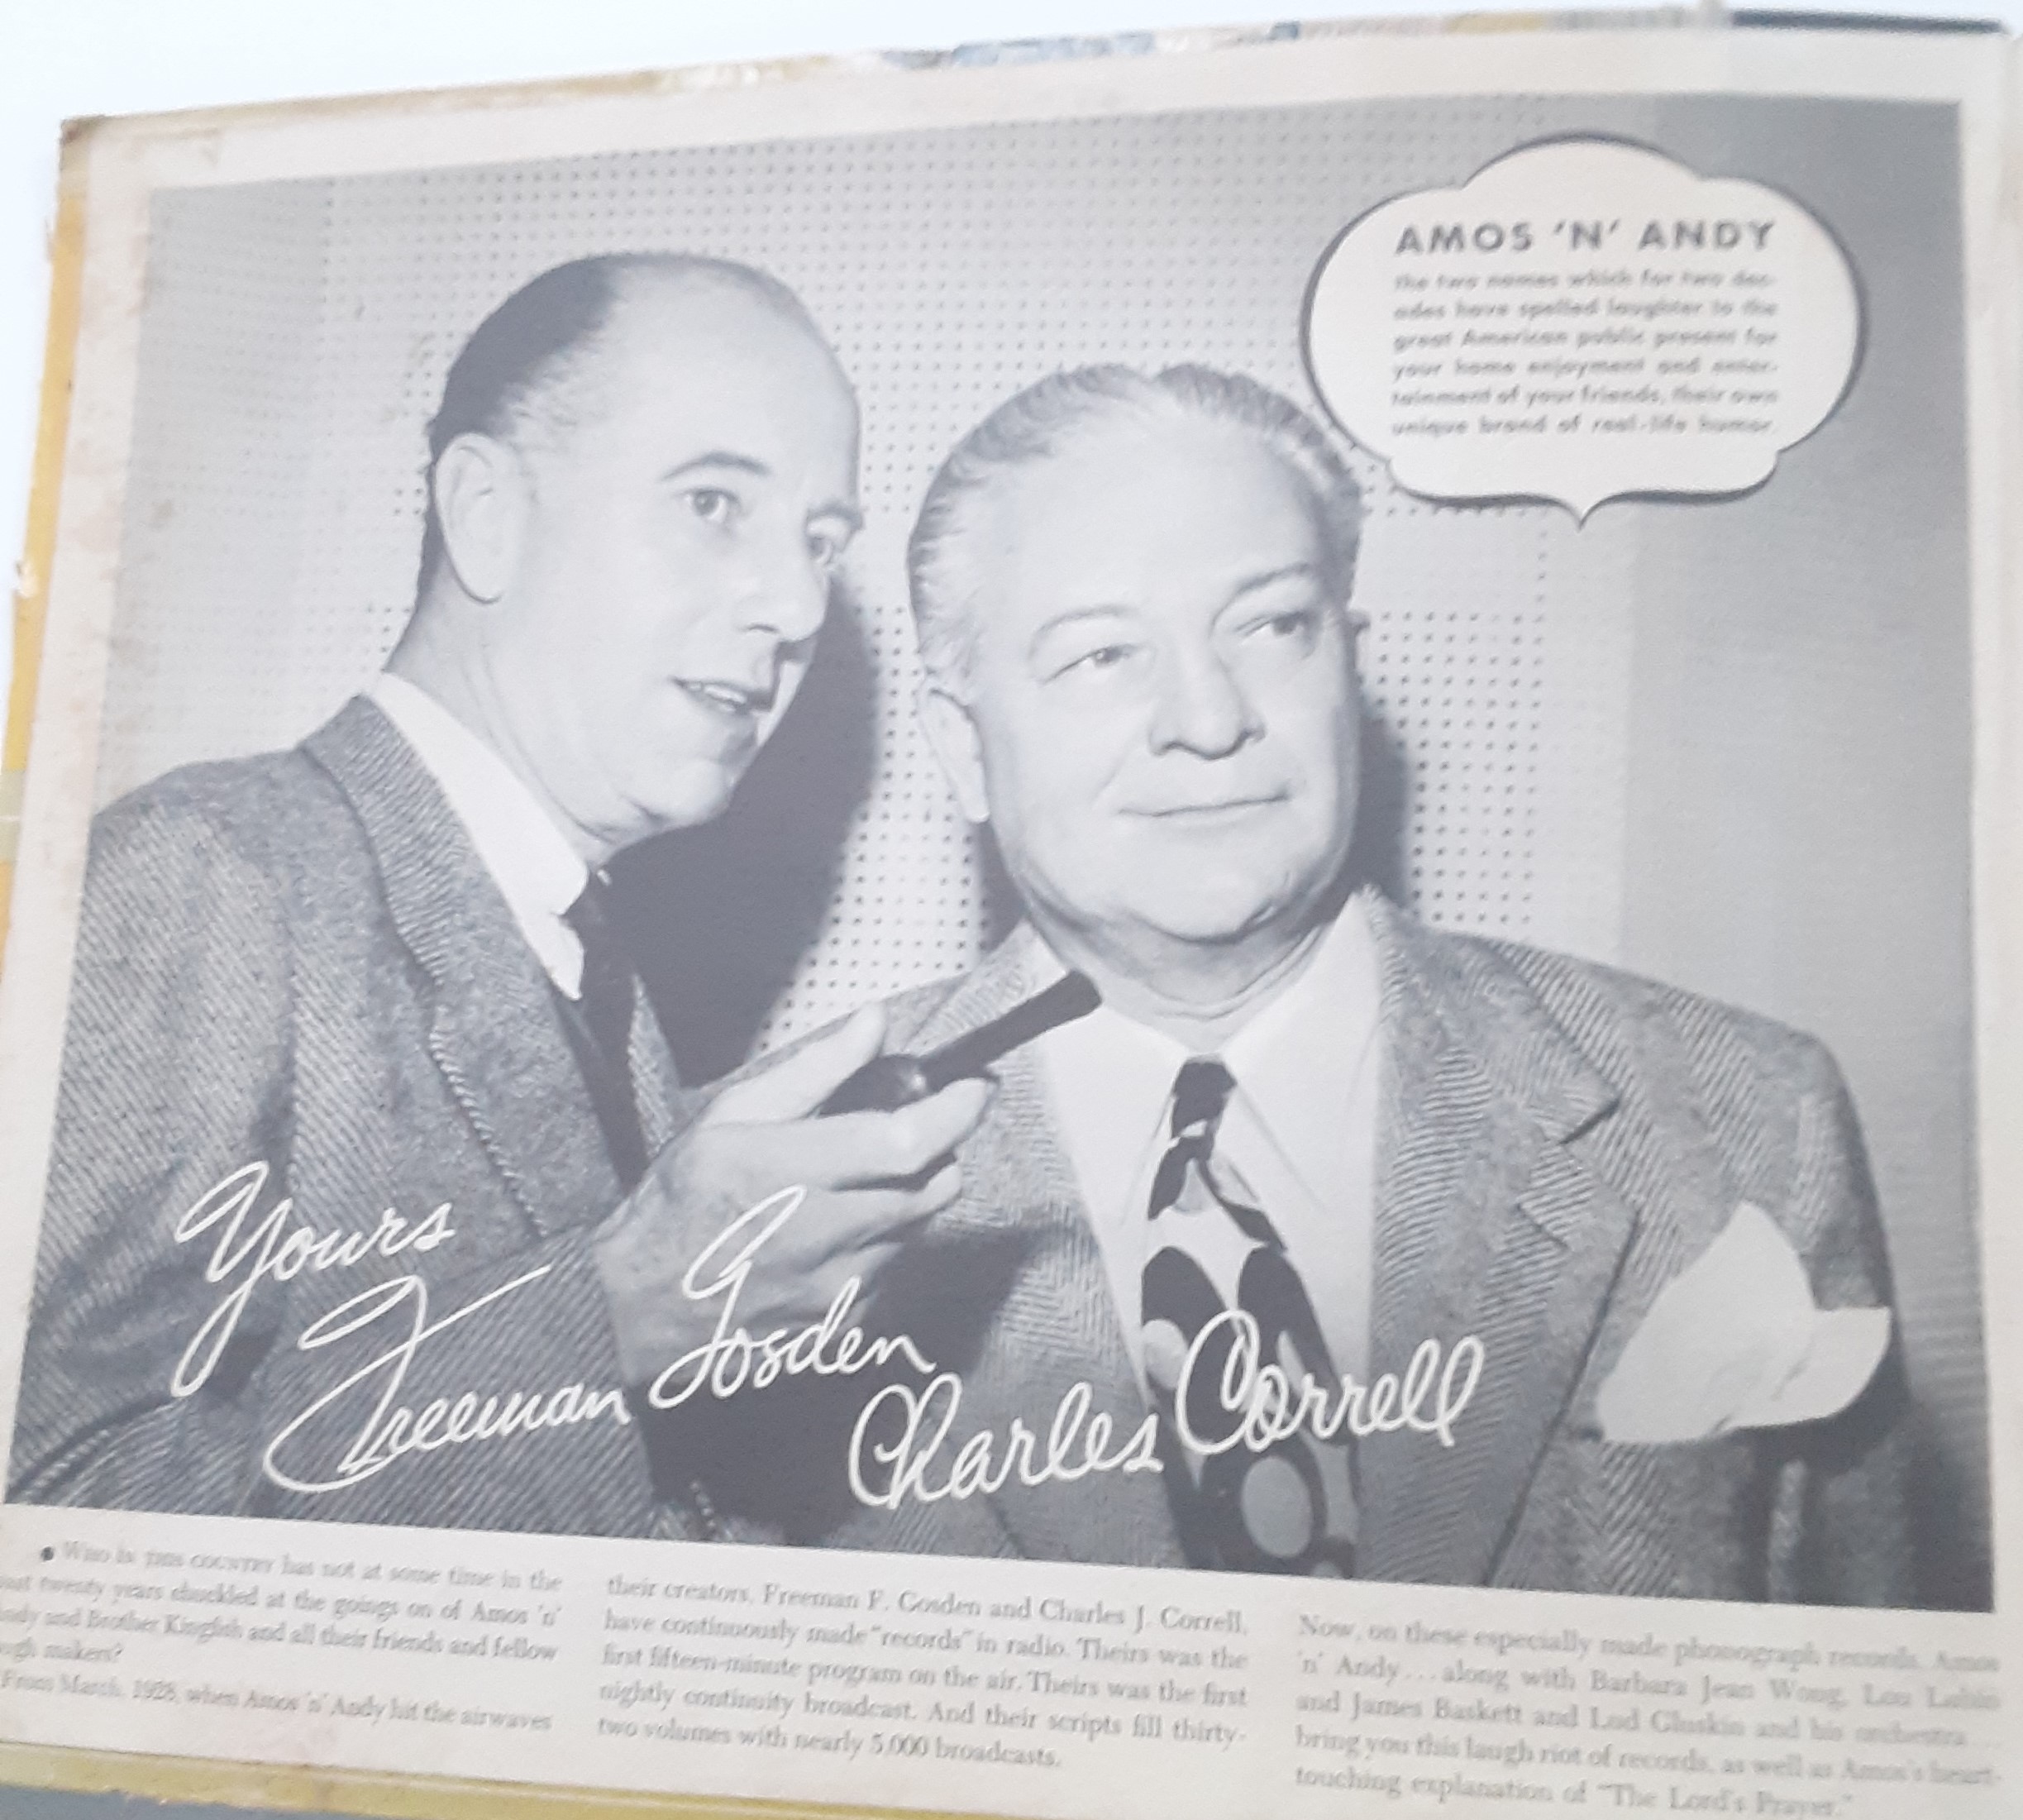 AMOS 'N' ANDY
the two names which for two dec-
ades have spelled laughter to the
great American public present for
your home enjoyment and enter-
tainment of your friends, their own
unique brand of real-life humor.
Yours
Freeman Gosden
Charles Correll
• WHO IN THIS COUNTRY has not at some time in the
twenty years chuckled at the goings on of Amos 'n'
and Brother Kingfish and all their friends and fellow
makers?
From March, 1928, when Amos 'n' Andy hit the airwaves
their creators, Freeman F. Gosden and Charles J. Correll,
have continuously made "records" in radio. Theirs was the
first fifteen-minute program on the air. Theirs was the first
nightly continuity broadcast. And their scripts fill thirty-
two volumes with nearly 5,000 broadcasts.
Now, on these especially made phonograph records, Amos
'n' Andy... along with Barbara Jean Wong, Lou Lubin
and James Baskett and Lud Gluskin and his orchestra...
bring you this laugh riot of records, as well as Amos's heart-
touching explanation of "The Lord's Prayer."